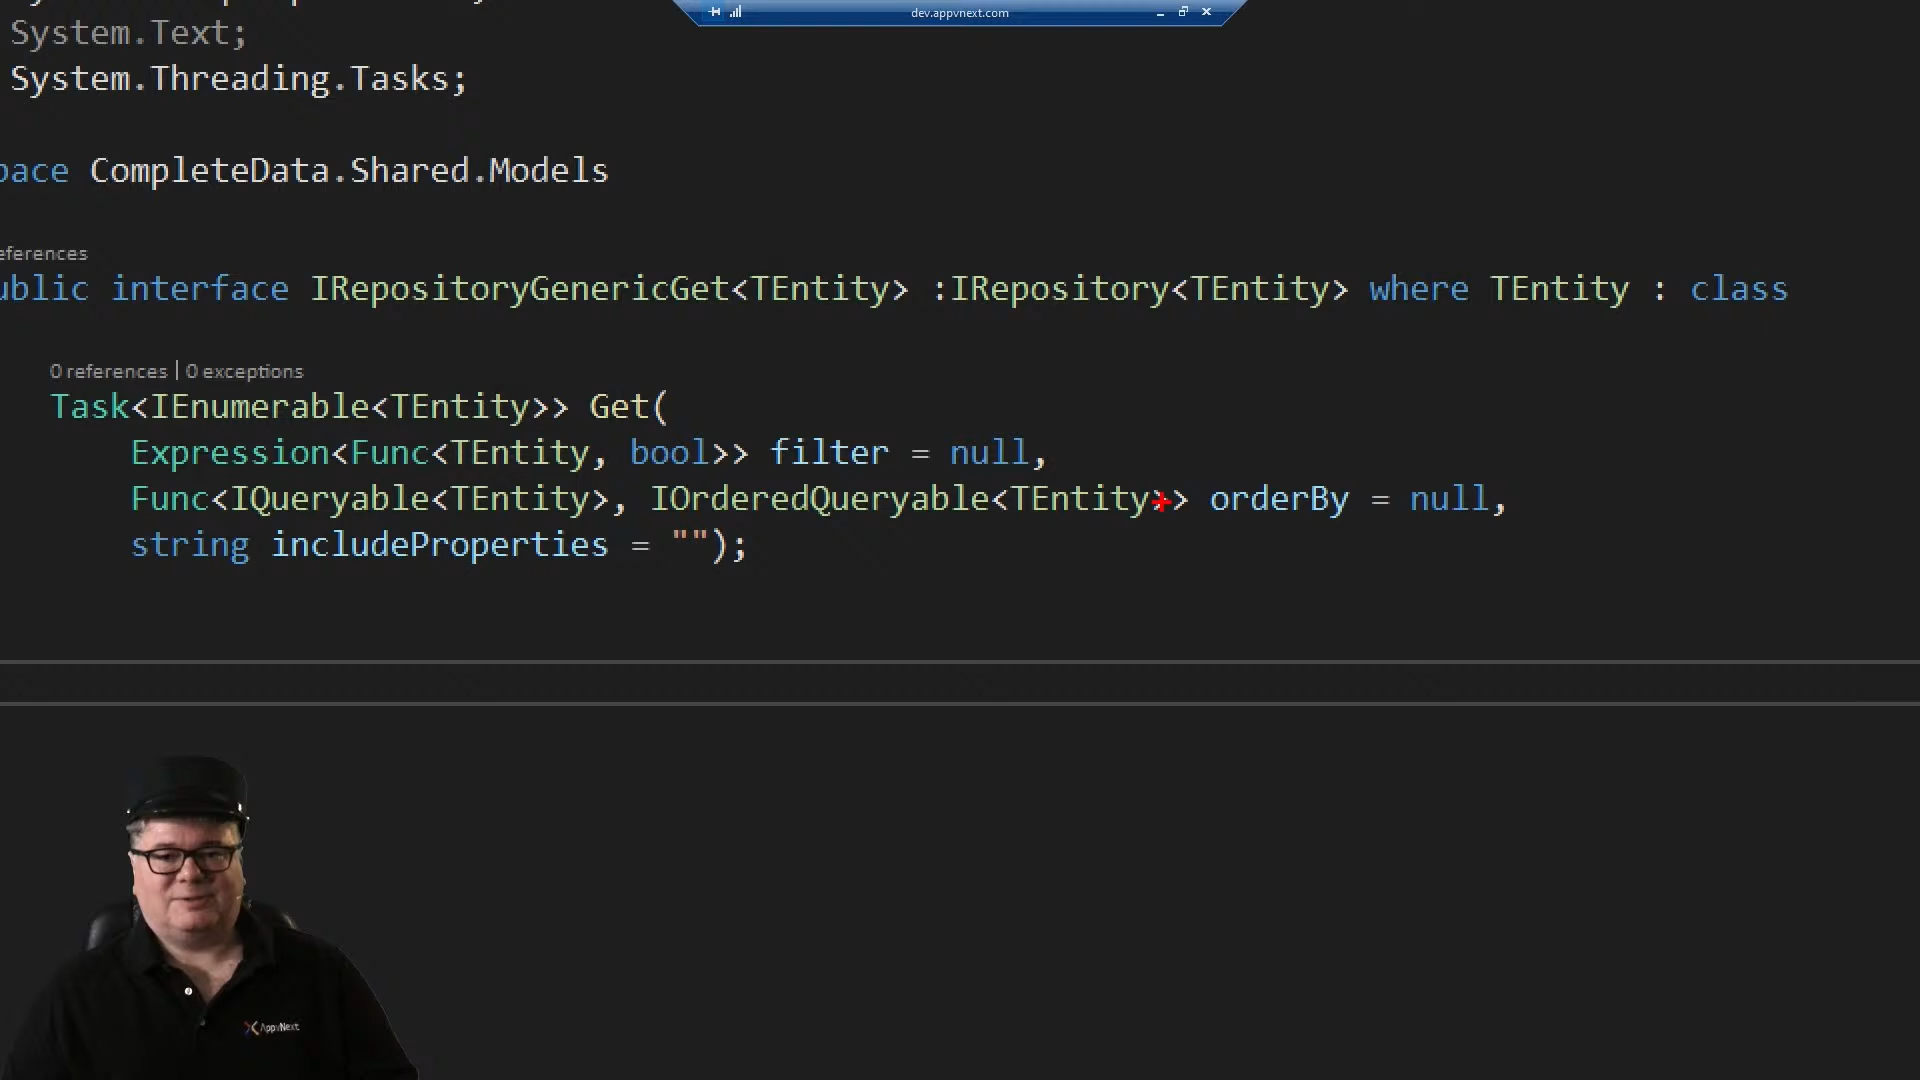 dev.appvnext.com
System.Text;
System.Threading.Tasks;
pace CompleteData.Shared.Models
eferences
ublic interface IRepositoryGenericGet<TEntity> :IRepository<TEntity> where TEntity : class
0 references | 0 exceptions
Task<IEnumerable<TEntity>> Get(
Expression<Func<TEntity, bool>> filter = null,
Func<IQueryable<TEntity>, IOrderedQueryable<TEntity>> orderBy = null,
string includeProperties = "");
AppvNext